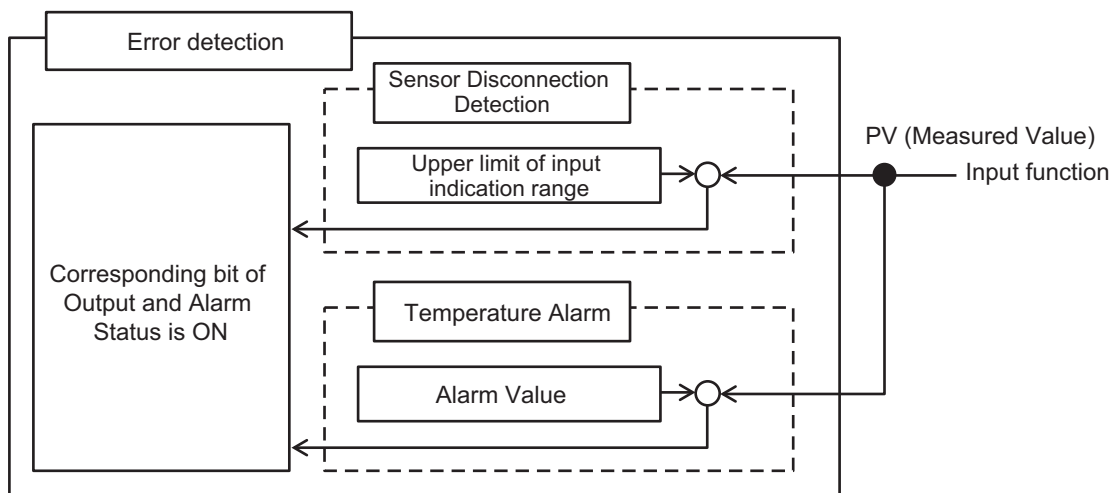 Error detection
Sensor Disconnection
Detection
PV (Measured Value)
Upper limit of input
indication range
Input function
Corresponding bit of
Output and Alarm
Status is ON
Temperature Alarm
Alarm Value